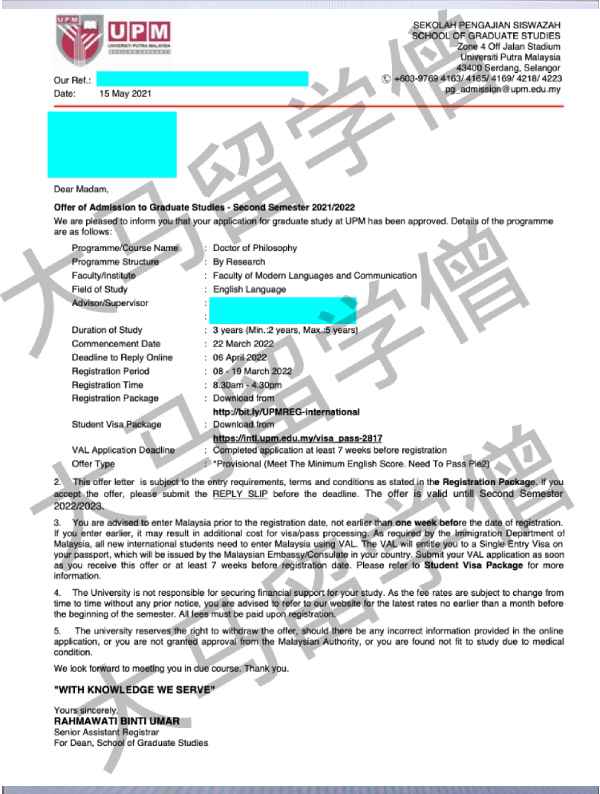 UPM
UPM
UNIVERSITI PUTRA MALAYSIA
SEKOLAH PENGAJIAN SISWAZAH
SCHOOL OF GRADUATE STUDIES
Zone 4 Off Jalan Stadium
Universiti Putra Malaysia
43400 Serdang, Selangor
+603-9769 4163/ 4165/ 4169/ 4218/ 4223
pg_admission@upm.edu.my
Our Ref.:
Date: 15 May 2021
Dear Madam,
Offer of Admission to Graduate Studies - Second Semester 2021/2022
We are pleased to inform you that your application for graduate study at UPM has been approved. Details of the programme
are as follows:
Programme/Course Name : Doctor of Philosophy
Programme Structure : By Research
Faculty/Institute : Faculty of Modern Languages and Communication
Field of Study : English Language
Advisor/Supervisor :
:
Duration of Study : 3 years (Min.:2 years, Max.:5 years)
Commencement Date : 22 March 2022
Deadline to Reply Online : 06 April 2022
Registration Period : 08 - 19 March 2022
Registration Time : 8.30am - 4.30pm
Registration Package : Download from
http://bit.ly/UPMREG-international
Student Visa Package : Download from
https://intl.upm.edu.my/visa_pass-2817
VAL Application Deadline : Completed application at least 7 weeks before registration
Offer Type : *Provisional (Meet The Minimum English Score. Need To Pass Ple2)
2. This offer letter is subject to the entry requirements, terms and conditions as stated in the Registration Package. If you
accept the offer, please submit the REPLY SLIP before the deadline. The offer is valid untill Second Semester
2022/2023.
3. You are advised to enter Malaysia prior to the registration date, not earlier than one week before the date of registration.
If you enter earlier, it may result in additional cost for visa/pass processing. As required by the Immigration Department of
Malaysia, all new international students need to enter Malaysia using VAL. The VAL will entitle you to a Single Entry Visa on
your passport, which will be issued by the Malaysian Embassy/Consulate in your country. Submit your VAL application as soon
as you receive this offer or at least 7 weeks before registration date. Please refer to Student Visa Package for more
information.
4. The University is not responsible for securing financial support for your study. As the fee rates are subject to change from
time to time without any prior notice, you are advised to refer to our website for the latest rates no earlier than a month before
the beginning of the semester. All fees must be paid upon registration.
5. The university reserves the right to withdraw the offer, should there be any incorrect information provided in the online
application, or you are not granted approval from the Malaysian Authority, or you are found not fit to study due to medical
condition.
We look forward to meeting you in due course. Thank you.
"WITH KNOWLEDGE WE SERVE"
Yours sincerely,
RAHMAWATI BINTI UMAR
Senior Assistant Registrar
For Dean, School of Graduate Studies
大马留学僧
大马留学僧
大马留学僧